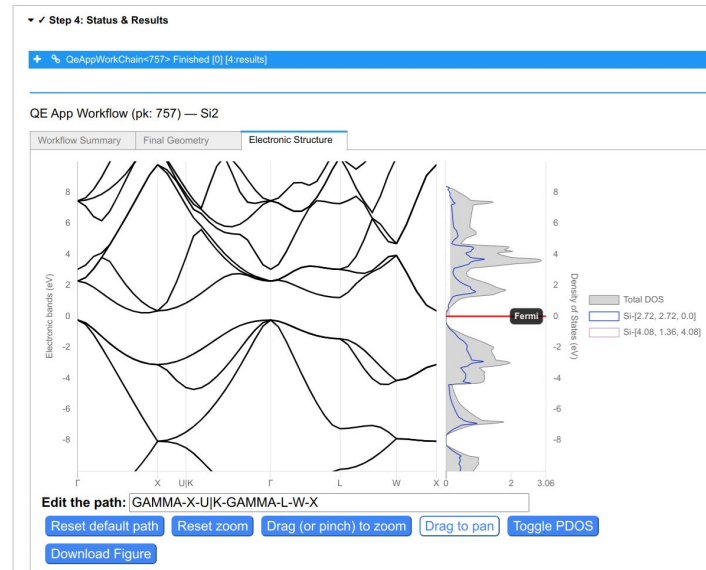 ✓ Step 4: Status & Results
QeAppWorkChain<757> Finished [0] [4:results]
QE App Workflow (pk: 757) — Si2
Workflow Summary
Final Geometry
Electronic Structure
Electronic bands (eV)
8
6
4
2
0
-2
-4
-6
-8
Γ X U|K Γ L W X
Fermi
8
6
4
2
0
-2
-4
-6
-8
0 2 3.06
Density of States (eV)
Total DOS
Si-[2.72, 2.72, 0.0]
Si-[4.08, 1.36, 4.08]
Edit the path: GAMMA-X-U|K-GAMMA-L-W-X
Reset default path
Reset zoom
Drag (or pinch) to zoom
Drag to pan
Toggle PDOS
Download Figure